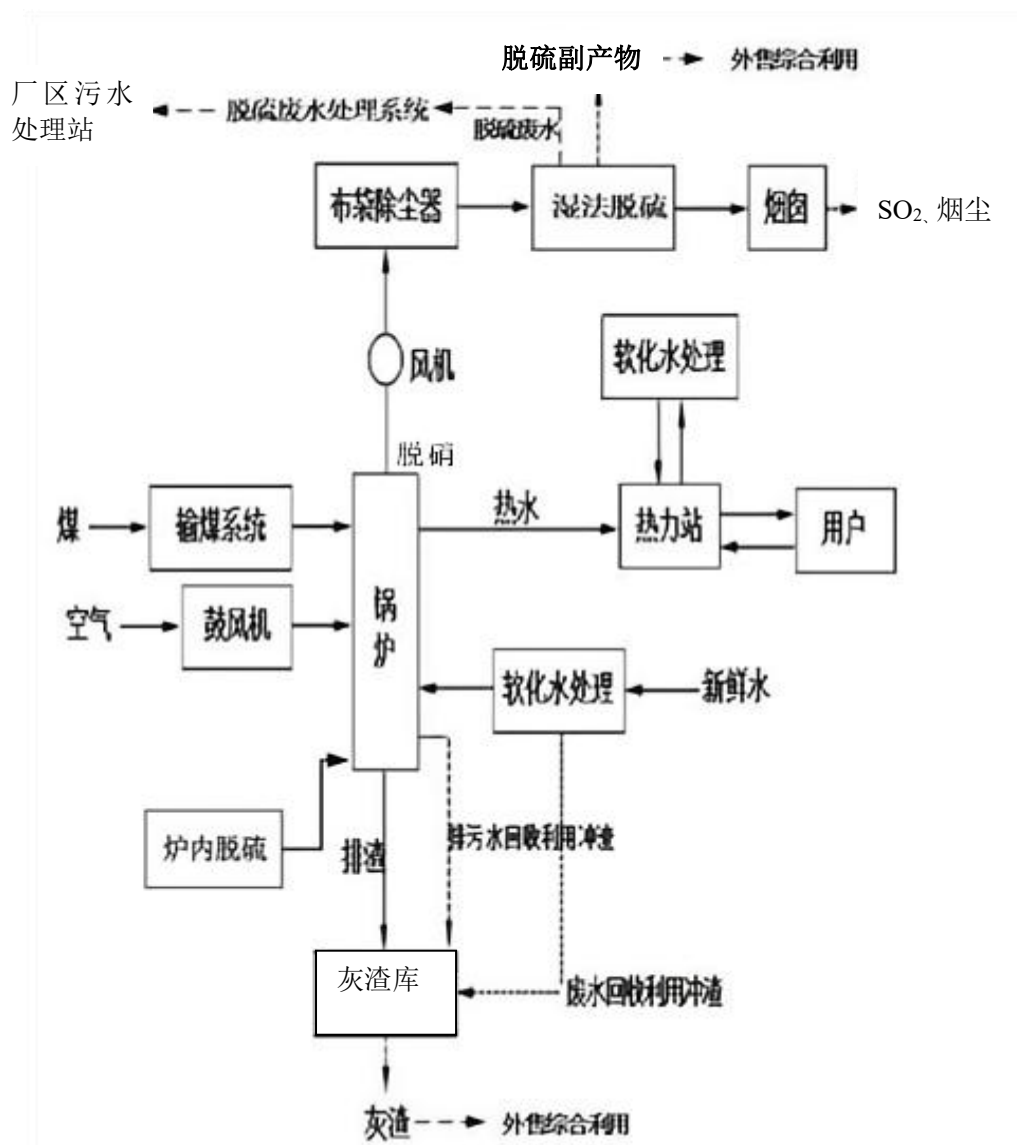 脱硫副产物 外售综合利用
厂区污水
处理站
脱硫废水处理系统
脱硫废水
布袋除尘器
湿法脱硫
烟囱
SO₂、烟尘
软化水处理
风机
脱硝
煤
输煤系统
热水
热力站
用户
空气
鼓风机
锅炉
软化水处理
新鲜水
炉内脱硫
排渣
排污水回收利用冲渣
灰渣库
废水回收利用冲渣
灰渣
外售综合利用